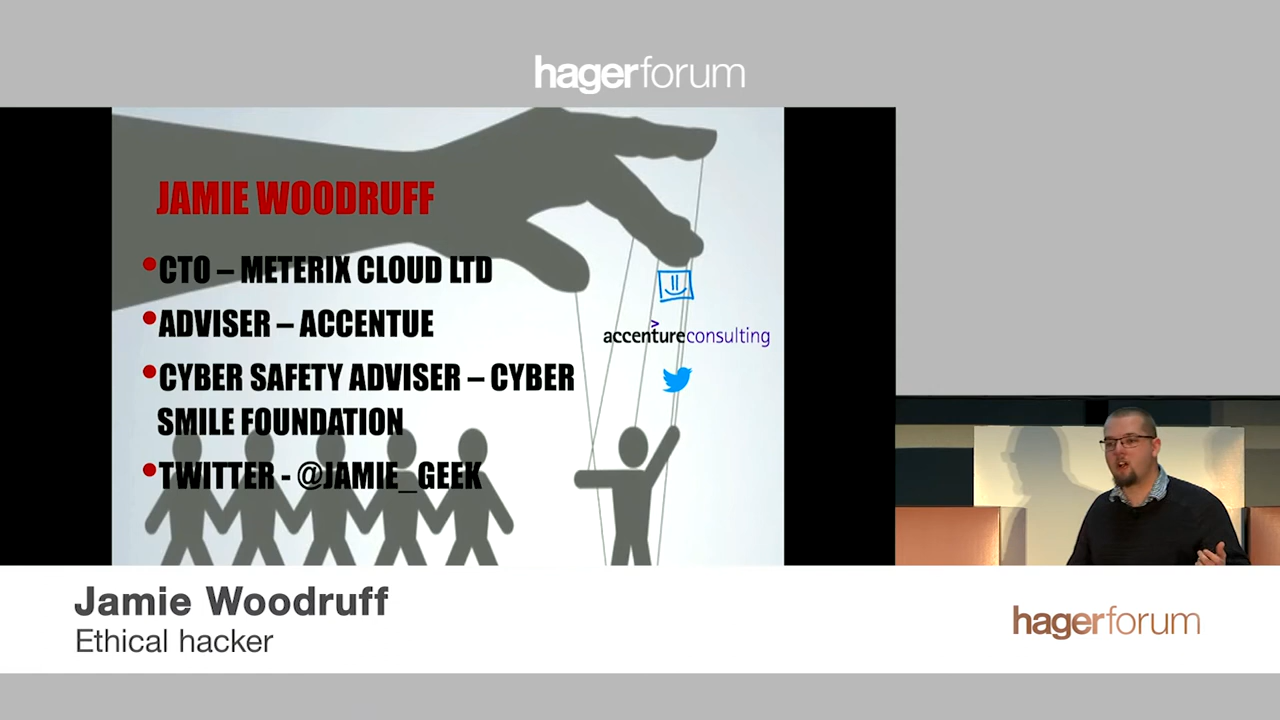 hagerforum
JAMIE WOODRUFF
•CTO – METERIX CLOUD LTD
•ADVISER – ACCENTUE
accentureconsulting
•CYBER SAFETY ADVISER – CYBER
SMILE FOUNDATION
•TWITTER - @JAMIE_GEEK
Jamie Woodruff
Ethical hacker
hagerforum